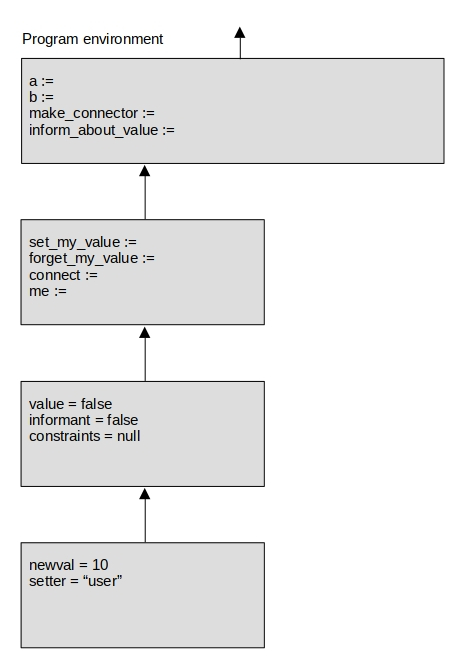 Program environment
a :=
b :=
make_connector :=
inform_about_value :=
set_my_value :=
forget_my_value :=
connect :=
me :=
value = false
informant = false
constraints = null
newval = 10
setter = “user”